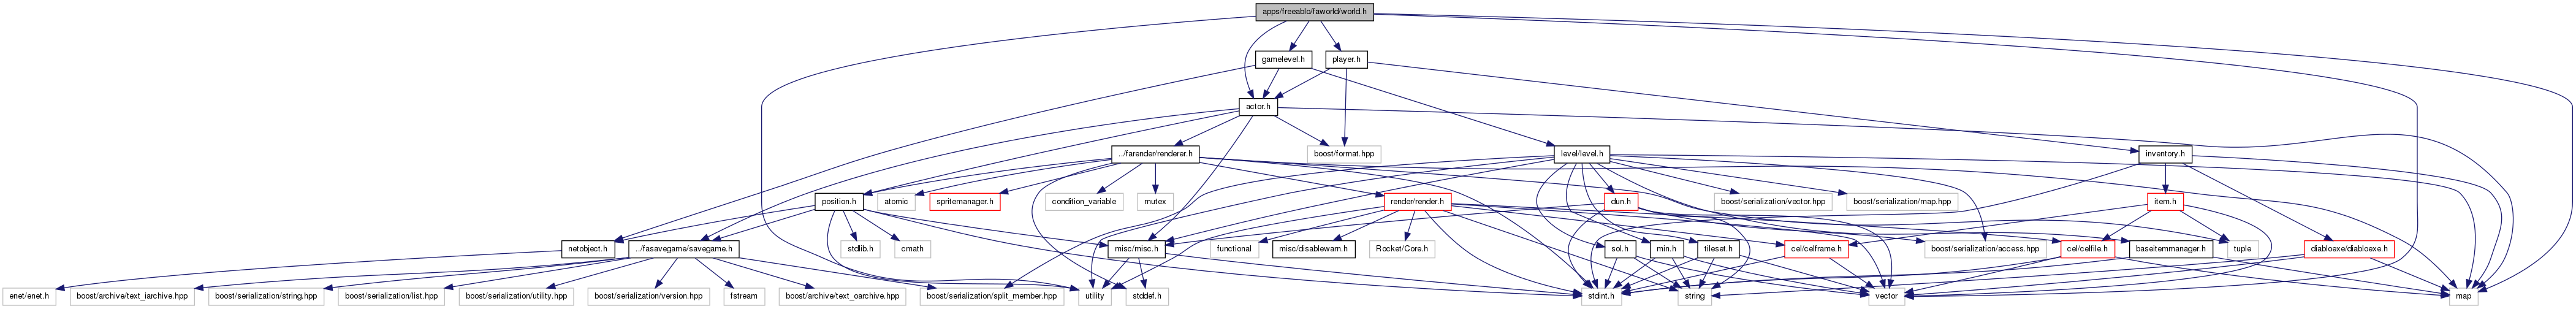 apps/freeablo/faworld/world.h
gamelevel.h
player.h
actor.h
../farender/renderer.h
boost/format.hpp
level/level.h
inventory.h
position.h
atomic
spritemanager.h
condition_variable
mutex
render/render.h
dun.h
boost/serialization/vector.hpp
boost/serialization/map.hpp
item.h
netobject.h
../fasavegame/savegame.h
stdlib.h
cmath
misc/misc.h
functional
misc/disablewarn.h
Rocket/Core.h
cel/celframe.h
sol.h
min.h
tileset.h
boost/serialization/access.hpp
cel/celfile.h
baseitemmanager.h
tuple
diabloexe/diabloexe.h
enet/enet.h
boost/archive/text_iarchive.hpp
boost/serialization/string.hpp
boost/serialization/list.hpp
boost/serialization/utility.hpp
boost/serialization/version.hpp
fstream
boost/archive/text_oarchive.hpp
boost/serialization/split_member.hpp
utility
stddef.h
stdint.h
string
vector
map